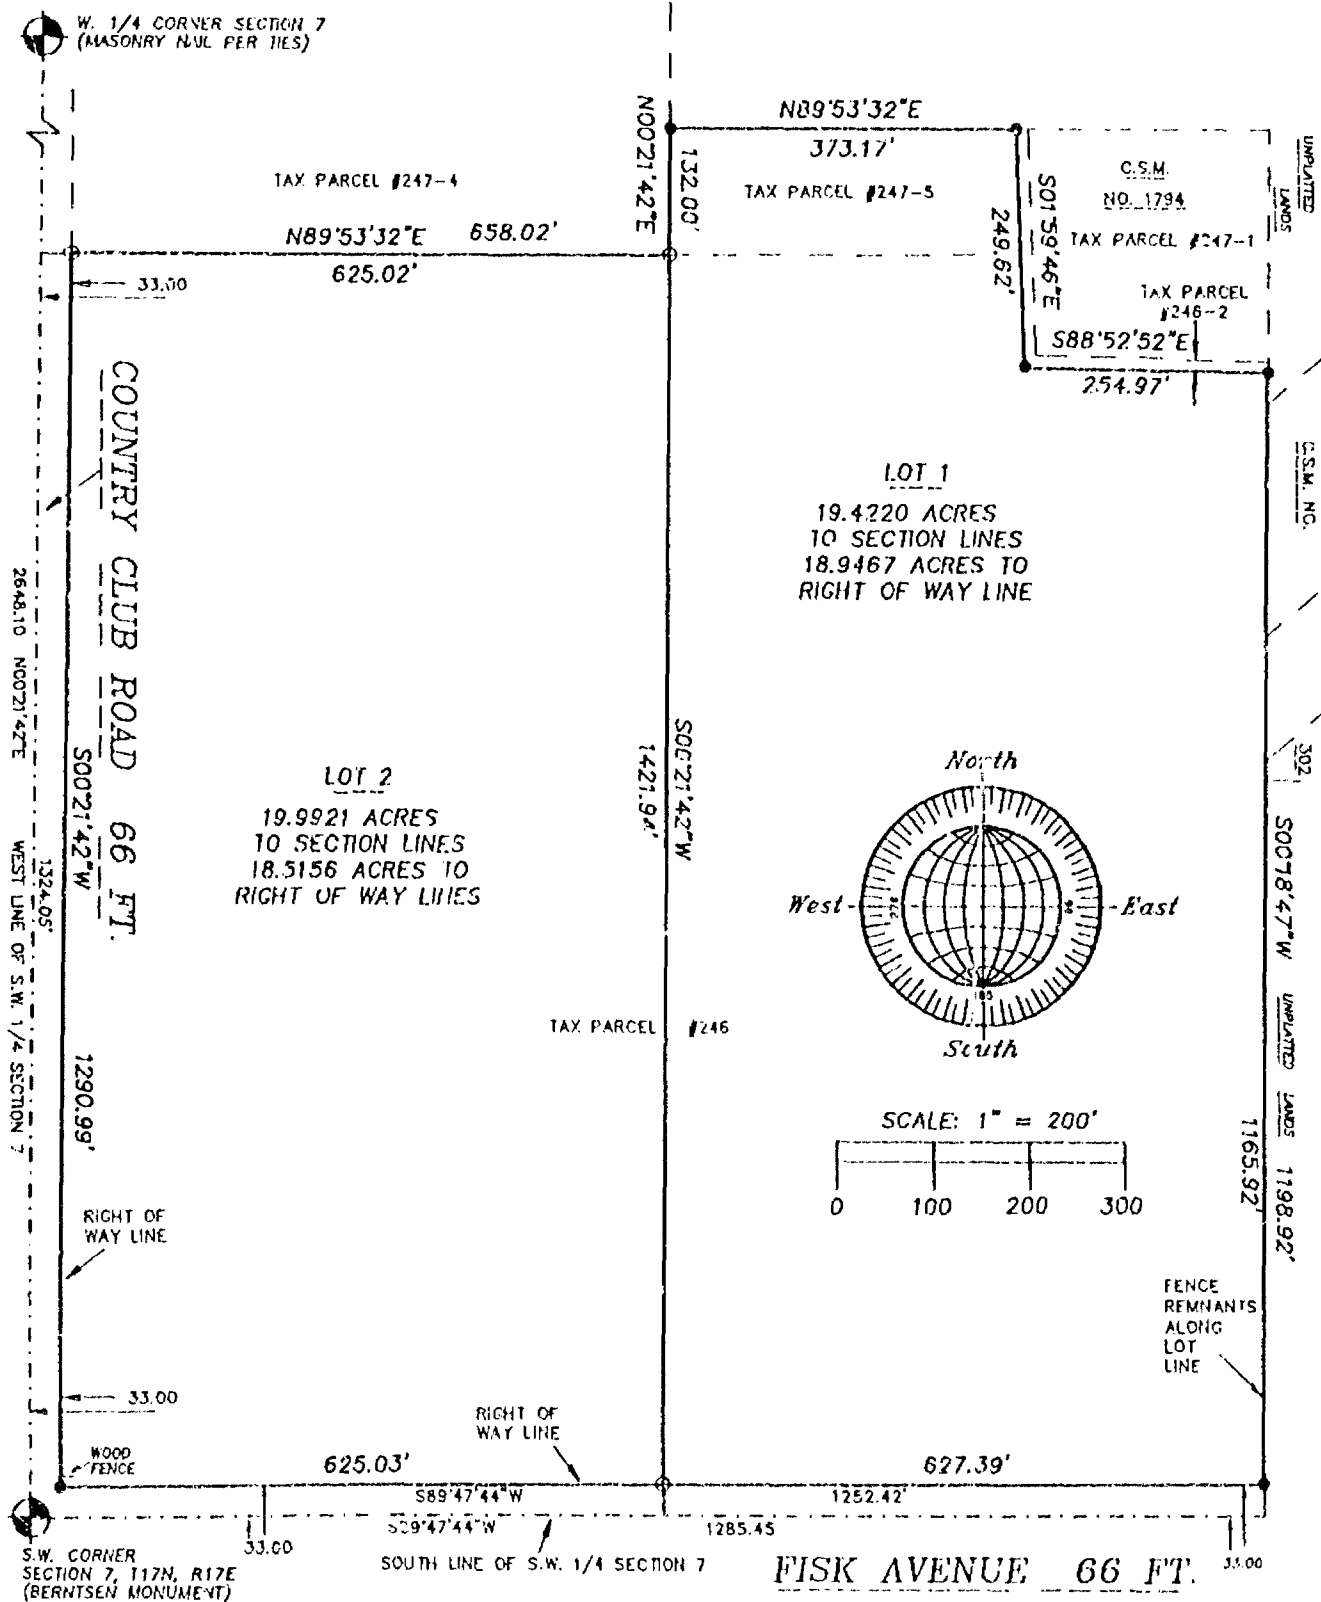 W. 1/4 CORNER SECTION 7
(MASONRY NAIL PER TIES)
N89°53'32"E
373.17'
N00°21'42"E
132.00'
TAX PARCEL #247-4
TAX PARCEL #247-5
C.S.M.
NO. 1794
TAX PARCEL #247-1
TAX PARCEL
#246-2
UNPLATTED
LANDS
S01°59'46"E
249.62'
N89°53'32"E 658.02'
625.02'
33.00
S88°52'52"E
254.97'
C.S.M. NO.
302
COUNTRY CLUB ROAD 66 FT.
LOT 1
19.4220 ACRES
TO SECTION LINES
18.9467 ACRES TO
RIGHT OF WAY LINE
2648.10 N00°21'42"E WEST LINE OF S.W. 1/4 SECTION 7
1324.05'
S00°21'42"W
1290.99'
LOT 2
19.9921 ACRES
TO SECTION LINES
18.5156 ACRES TO
RIGHT OF WAY LINES
S00°21'42"W
1421.94'
North
West
East
South
S00°18'47"W UNPLATTED LANDS 1198.92'
1165.92'
TAX PARCEL #246
SCALE: 1" = 200'
0 100 200 300
RIGHT OF
WAY LINE
FENCE
REMNANTS
ALONG
LOT
LINE
33.00
RIGHT OF
WAY LINE
WOOD
FENCE
625.03'
627.39'
S89°47'44"W
1252.42'
S89°47'44"W
1285.45
33.00
33.00
S.W. CORNER
SECTION 7, T17N, R17E
(BERNTSEN MONUMENT)
SOUTH LINE OF S.W. 1/4 SECTION 7
FISK AVENUE 66 FT.